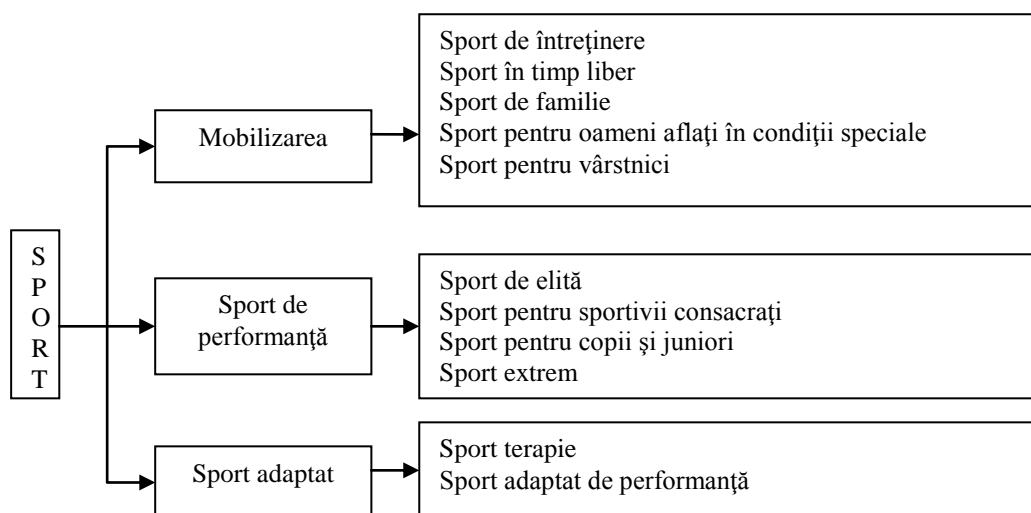 SPORT
Mobilizarea
Sport de întreţinere
Sport în timp liber
Sport de familie
Sport pentru oameni aflaţi în condiţii speciale
Sport pentru vârstnici
Sport de
performanţă
Sport de elită
Sport pentru sportivii consacraţi
Sport pentru copii şi juniori
Sport extrem
Sport adaptat
Sport terapie
Sport adaptat de performanţă